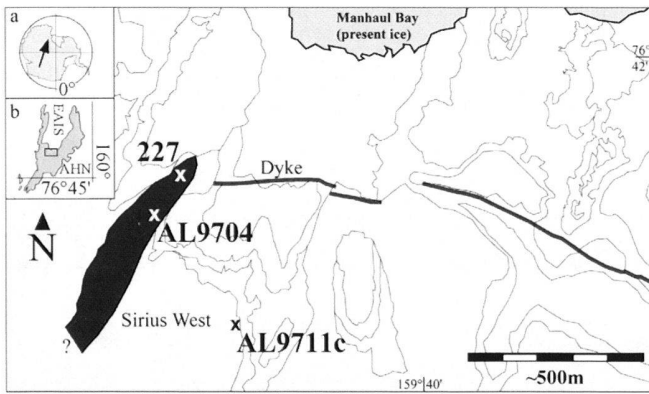 a
0°
b
EAIS
AHN
160°
76°45'
Manhaul Bay
(present ice)
76°
42'
227
Dyke
AL9704
N
Sirius West
?
AL9711c
159° 40'
~500m